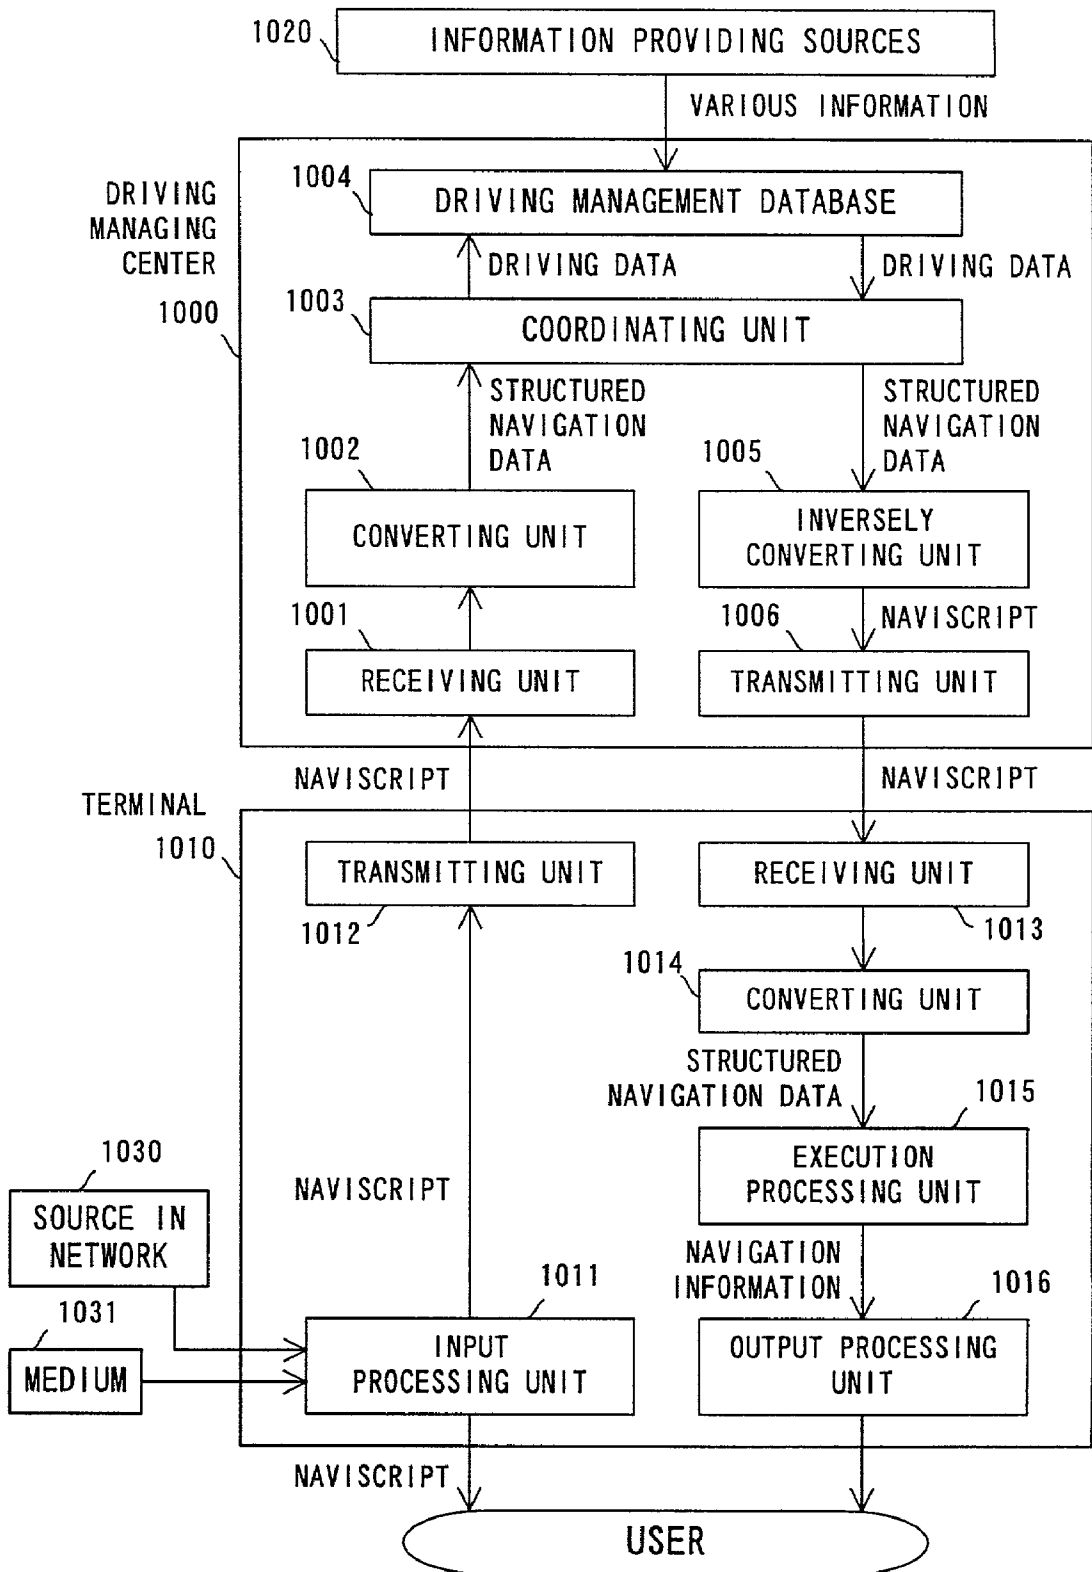 1020
INFORMATION PROVIDING SOURCES
VARIOUS INFORMATION
DRIVING
MANAGING
CENTER
1000
1004
DRIVING MANAGEMENT DATABASE
DRIVING DATA
DRIVING DATA
1003
COORDINATING UNIT
STRUCTURED
NAVIGATION
DATA
STRUCTURED
NAVIGATION
DATA
1002
CONVERTING UNIT
1005
INVERSELY
CONVERTING UNIT
1001
RECEIVING UNIT
NAVISCRIPT
1006
TRANSMITTING UNIT
NAVISCRIPT
NAVISCRIPT
TERMINAL
1010
TRANSMITTING UNIT
1012
RECEIVING UNIT
1013
1014
CONVERTING UNIT
STRUCTURED
NAVIGATION DATA
1015
EXECUTION
PROCESSING UNIT
1030
SOURCE IN
NETWORK
NAVISCRIPT
NAVIGATION
INFORMATION
1031
MEDIUM
1011
INPUT
PROCESSING UNIT
1016
OUTPUT PROCESSING
UNIT
NAVISCRIPT
USER